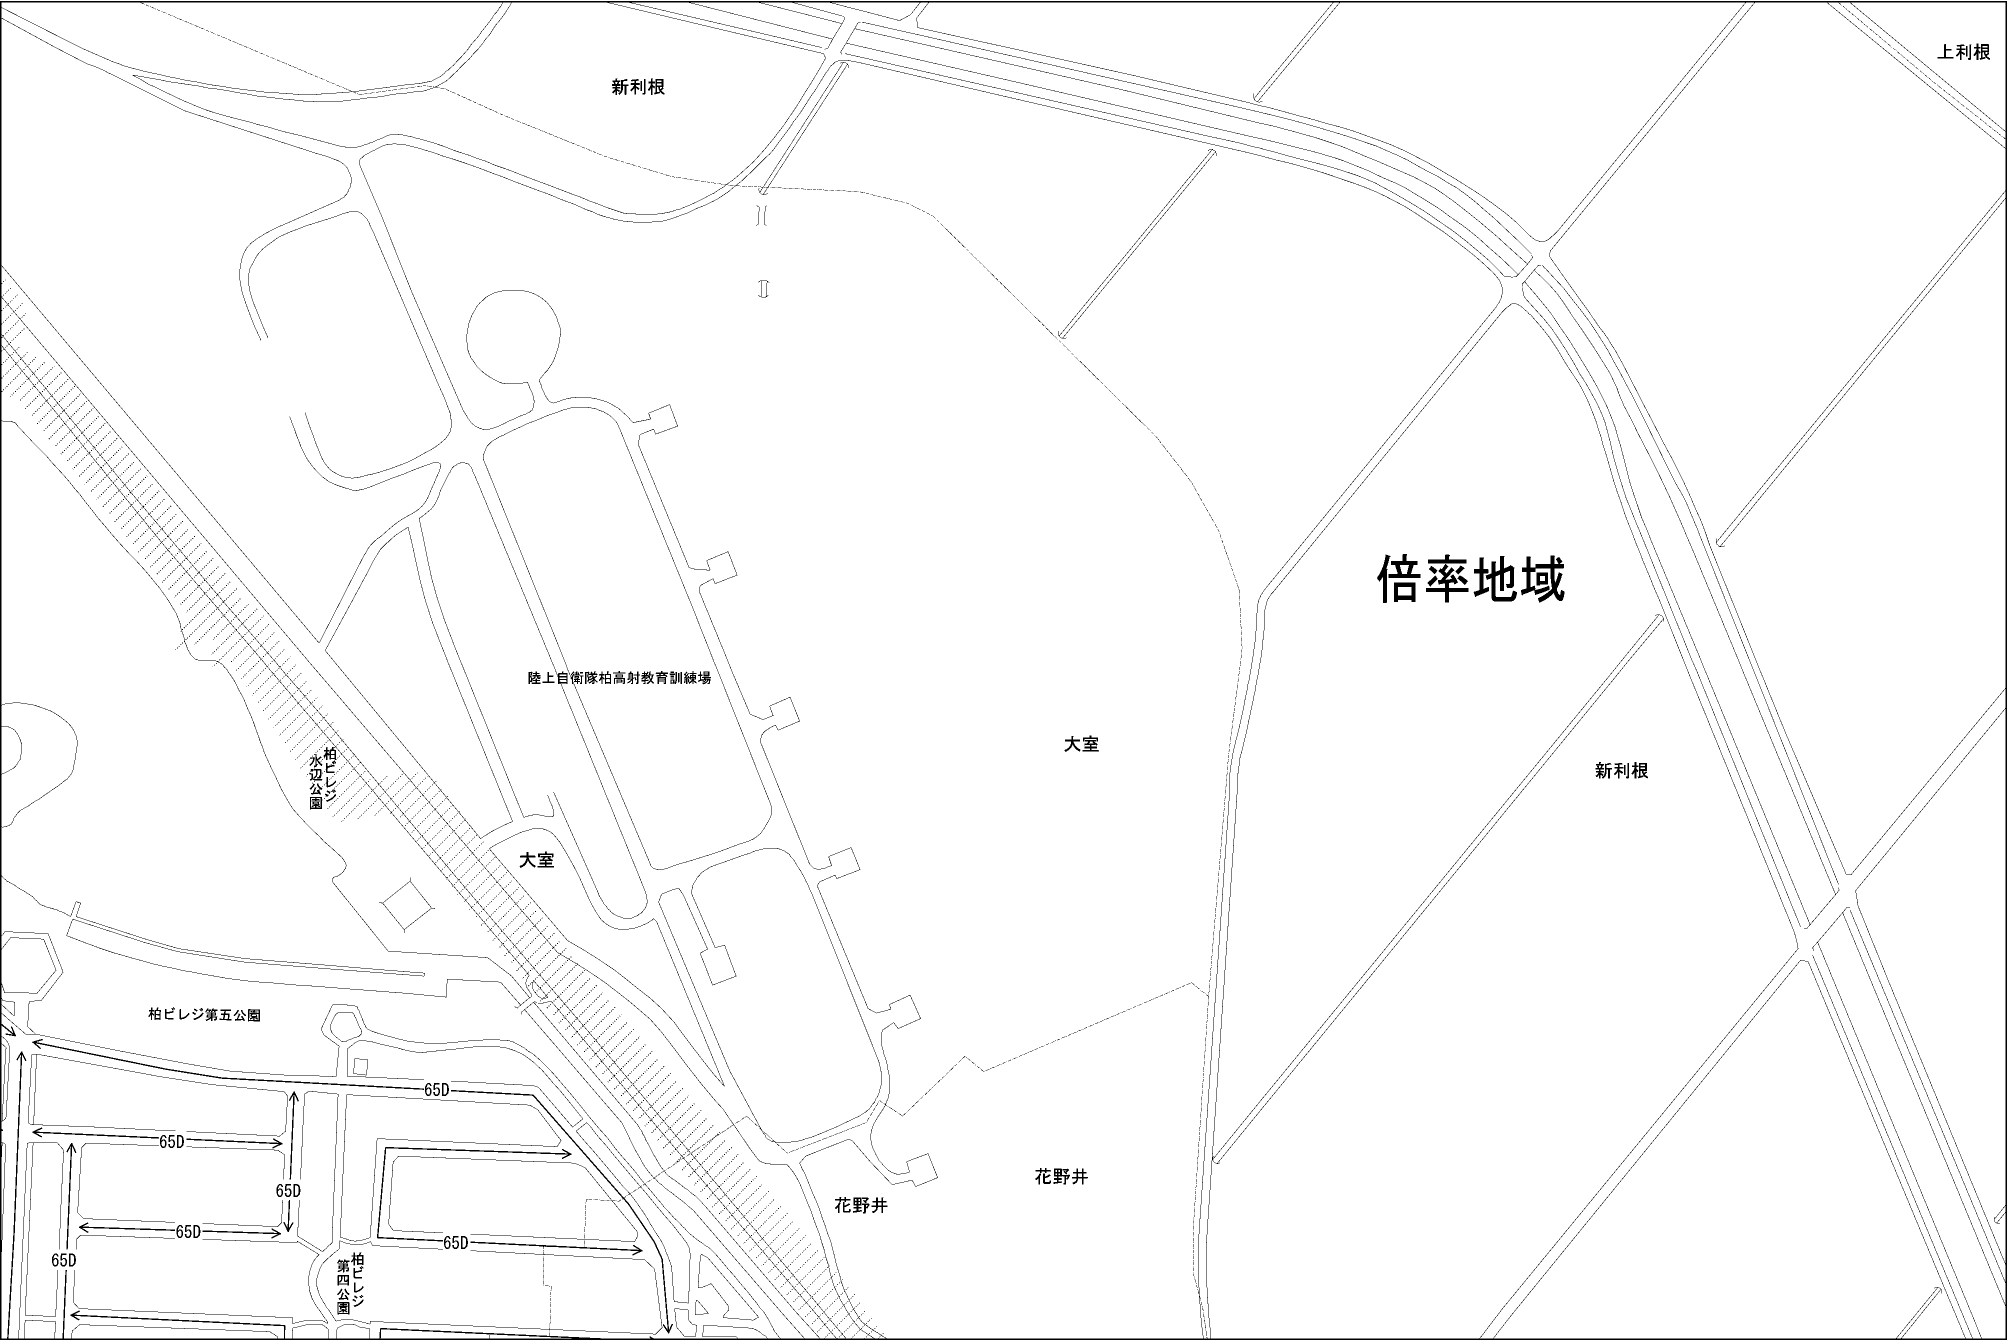 上利根
新利根
倍率地域
陸上自衛隊柏高射教育訓練場
大室
新利根
柏ビレジ
水辺公園
大室
柏ビレジ第五公園
65D
65D
花野井
65D
花野井
65D
65D
65D
柏ビレジ
第四公園